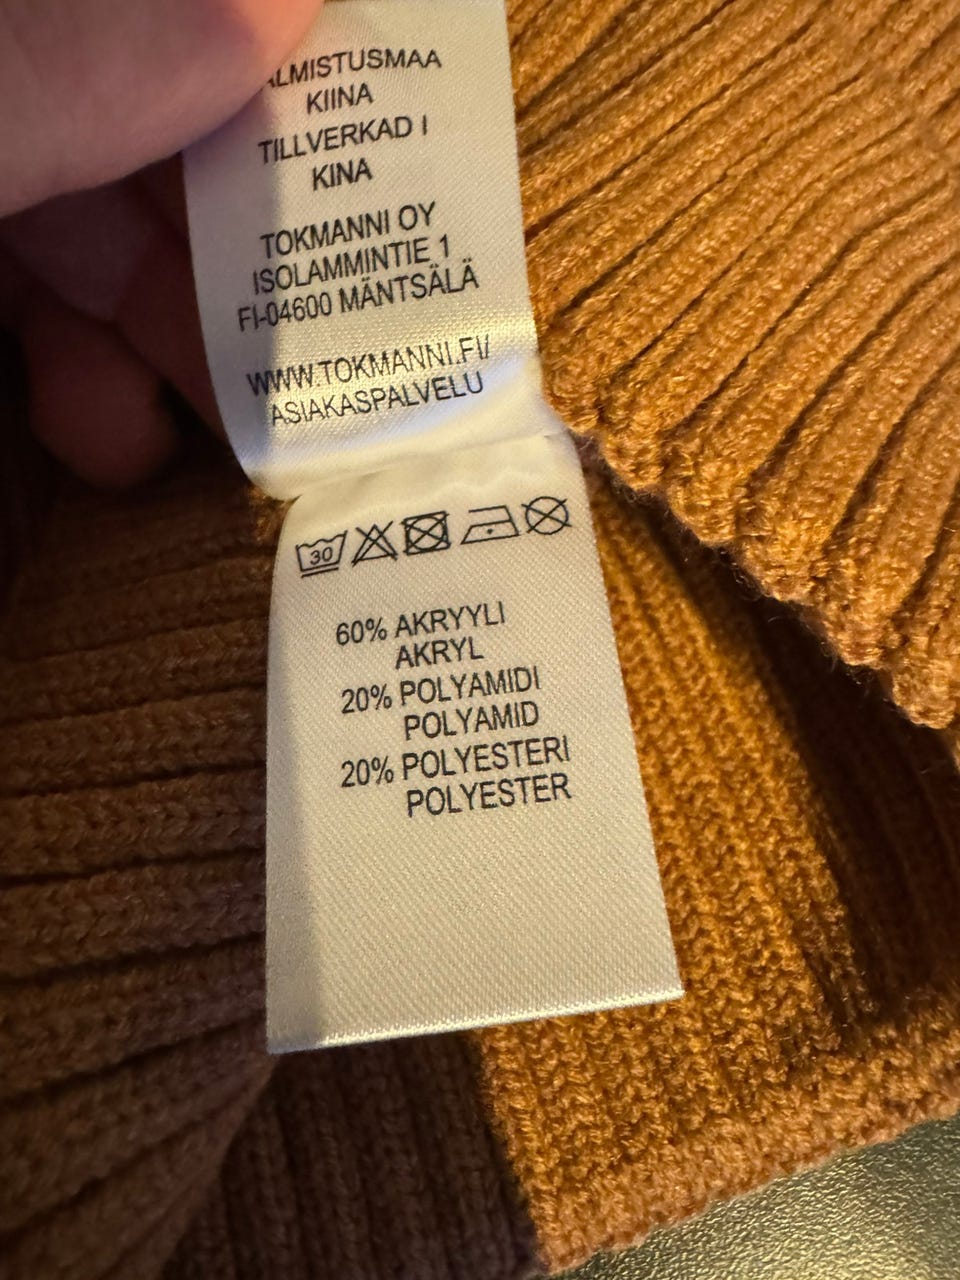 ALMISTUSMAA
KIINA
TILLVERKAD I
KINA
TOKMANNI OY
ISOLAMMINTIE 1
FI-04600 MÄNTSÄLÄ
WWW.TOKMANNI.FI/
ASIAKASPALVELU
30
60% AKRYYLI
AKRYL
20% POLYAMIDI
POLYAMID
20% POLYESTERI
POLYESTER